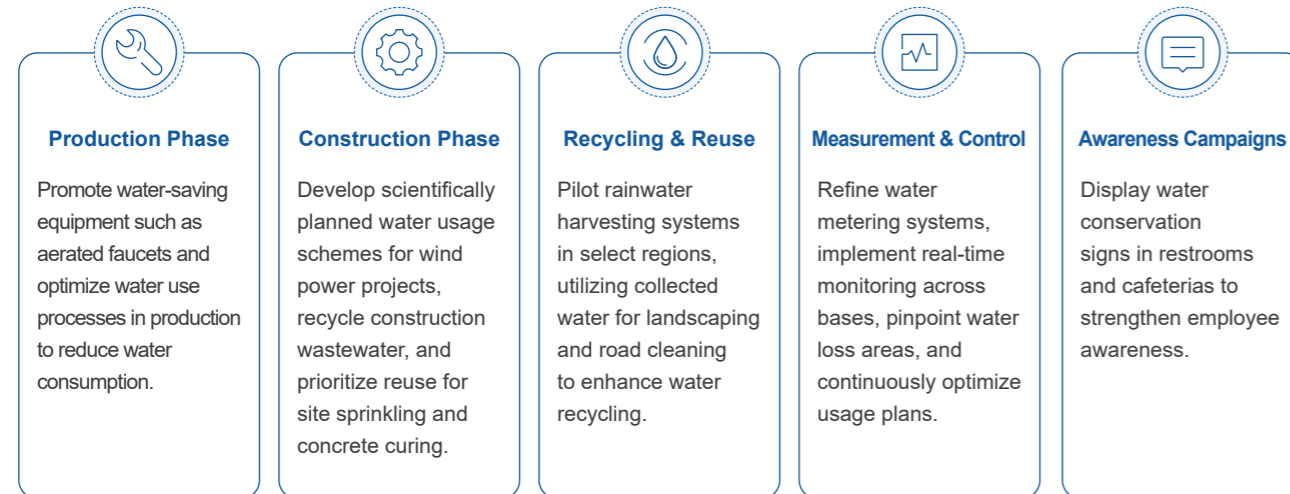 Production Phase
Promote water-saving
equipment such as
aerated faucets and
optimize water use
processes in production
to reduce water
consumption.
Construction Phase
Develop scientifically
planned water usage
schemes for wind
power projects,
recycle construction
wastewater, and
prioritize reuse for
site sprinkling and
concrete curing.
Recycling & Reuse
Pilot rainwater
harvesting systems
in select regions,
utilizing collected
water for landscaping
and road cleaning
to enhance water
recycling.
Measurement & Control
Refine water
metering systems,
implement real-time
monitoring across
bases, pinpoint water
loss areas, and
continuously optimize
usage plans.
Awareness Campaigns
Display water
conservation
signs in restrooms
and cafeterias to
strengthen employee
awareness.